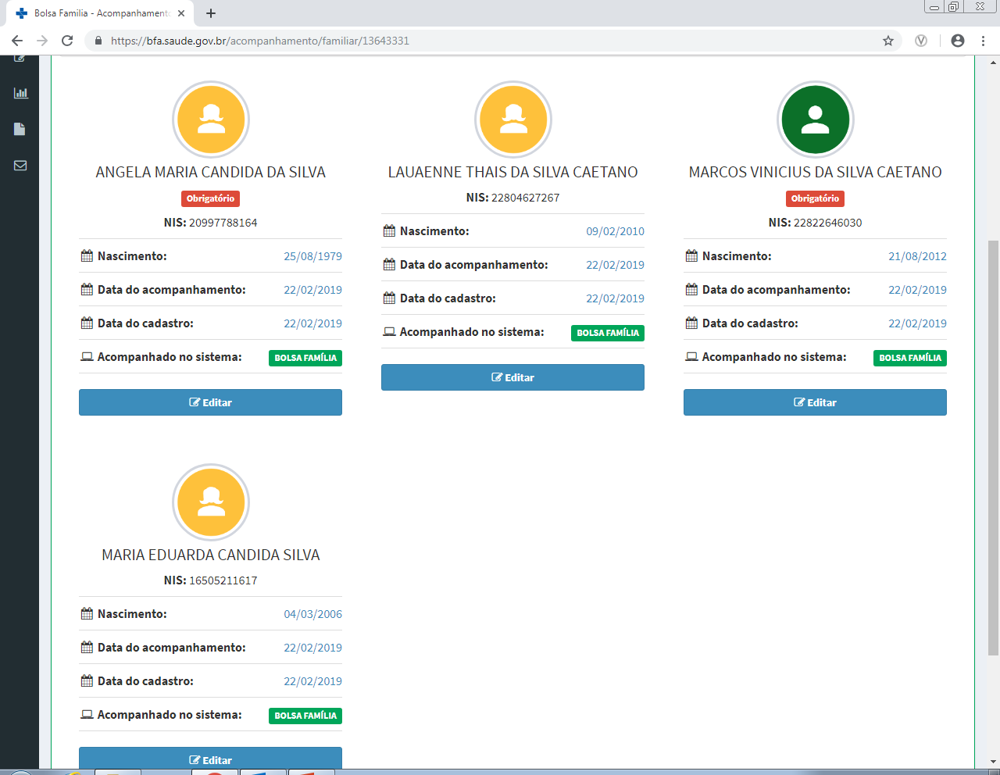 Bolsa Familia - Acompanhamento
https://bfa.saude.gov.br/acompanhamento/familiar/13643331
ANGELA MARIA CANDIDA DA SILVA
Obrigatório
NIS: 20997788164
Nascimento: 25/08/1979
Data do acompanhamento: 22/02/2019
Data do cadastro: 22/02/2019
Acompanhado no sistema: BOLSA FAMÍLIA
Editar
LAUAENNE THAIS DA SILVA CAETANO
NIS: 22804627267
Nascimento: 09/02/2010
Data do acompanhamento: 22/02/2019
Data do cadastro: 22/02/2019
Acompanhado no sistema: BOLSA FAMÍLIA
Editar
MARCOS VINICIUS DA SILVA CAETANO
Obrigatório
NIS: 22822646030
Nascimento: 21/08/2012
Data do acompanhamento: 22/02/2019
Data do cadastro: 22/02/2019
Acompanhado no sistema: BOLSA FAMÍLIA
Editar
MARIA EDUARDA CANDIDA SILVA
NIS: 16505211617
Nascimento: 04/03/2006
Data do acompanhamento: 22/02/2019
Data do cadastro: 22/02/2019
Acompanhado no sistema: BOLSA FAMÍLIA
Editar